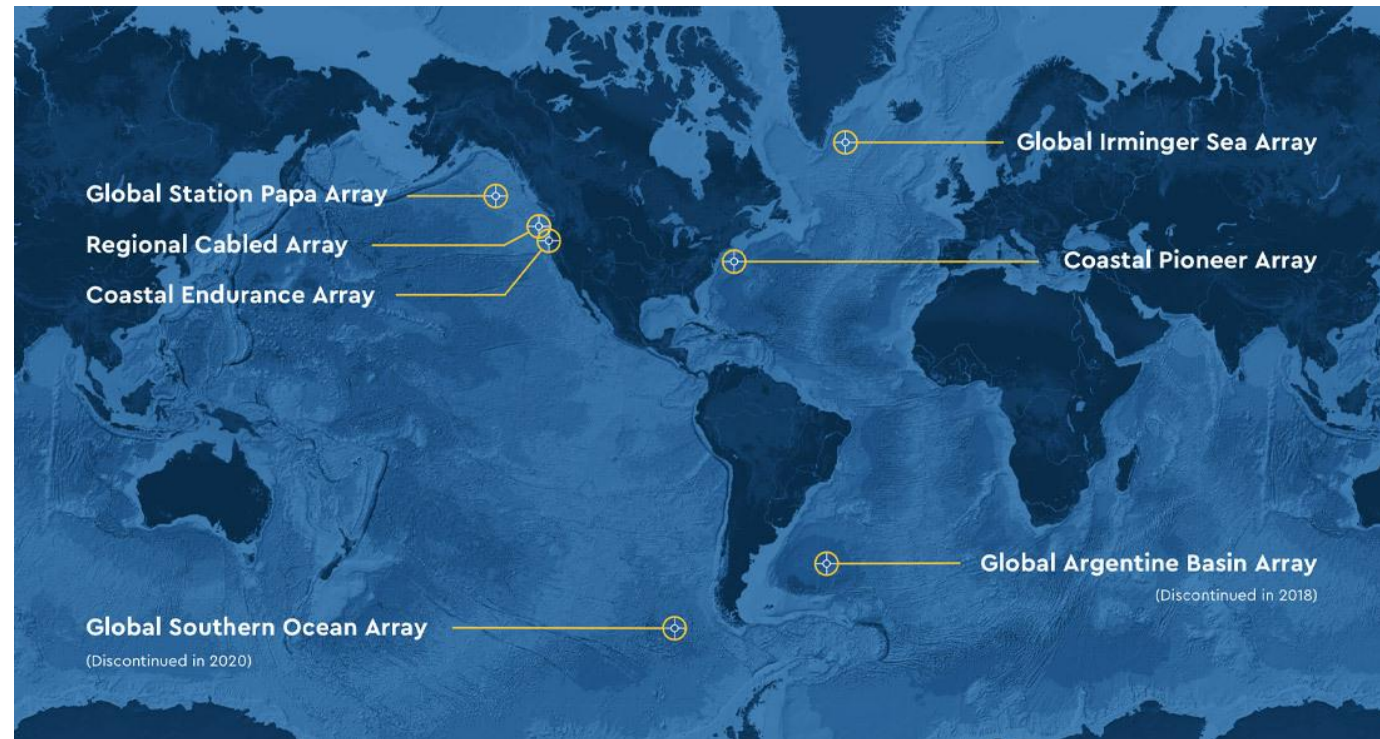 Global Irminger Sea Array
Global Station Papa Array
Regional Cabled Array
Coastal Pioneer Array
Coastal Endurance Array
Global Argentine Basin Array
(Discontinued in 2018)
Global Southern Ocean Array
(Discontinued in 2020)